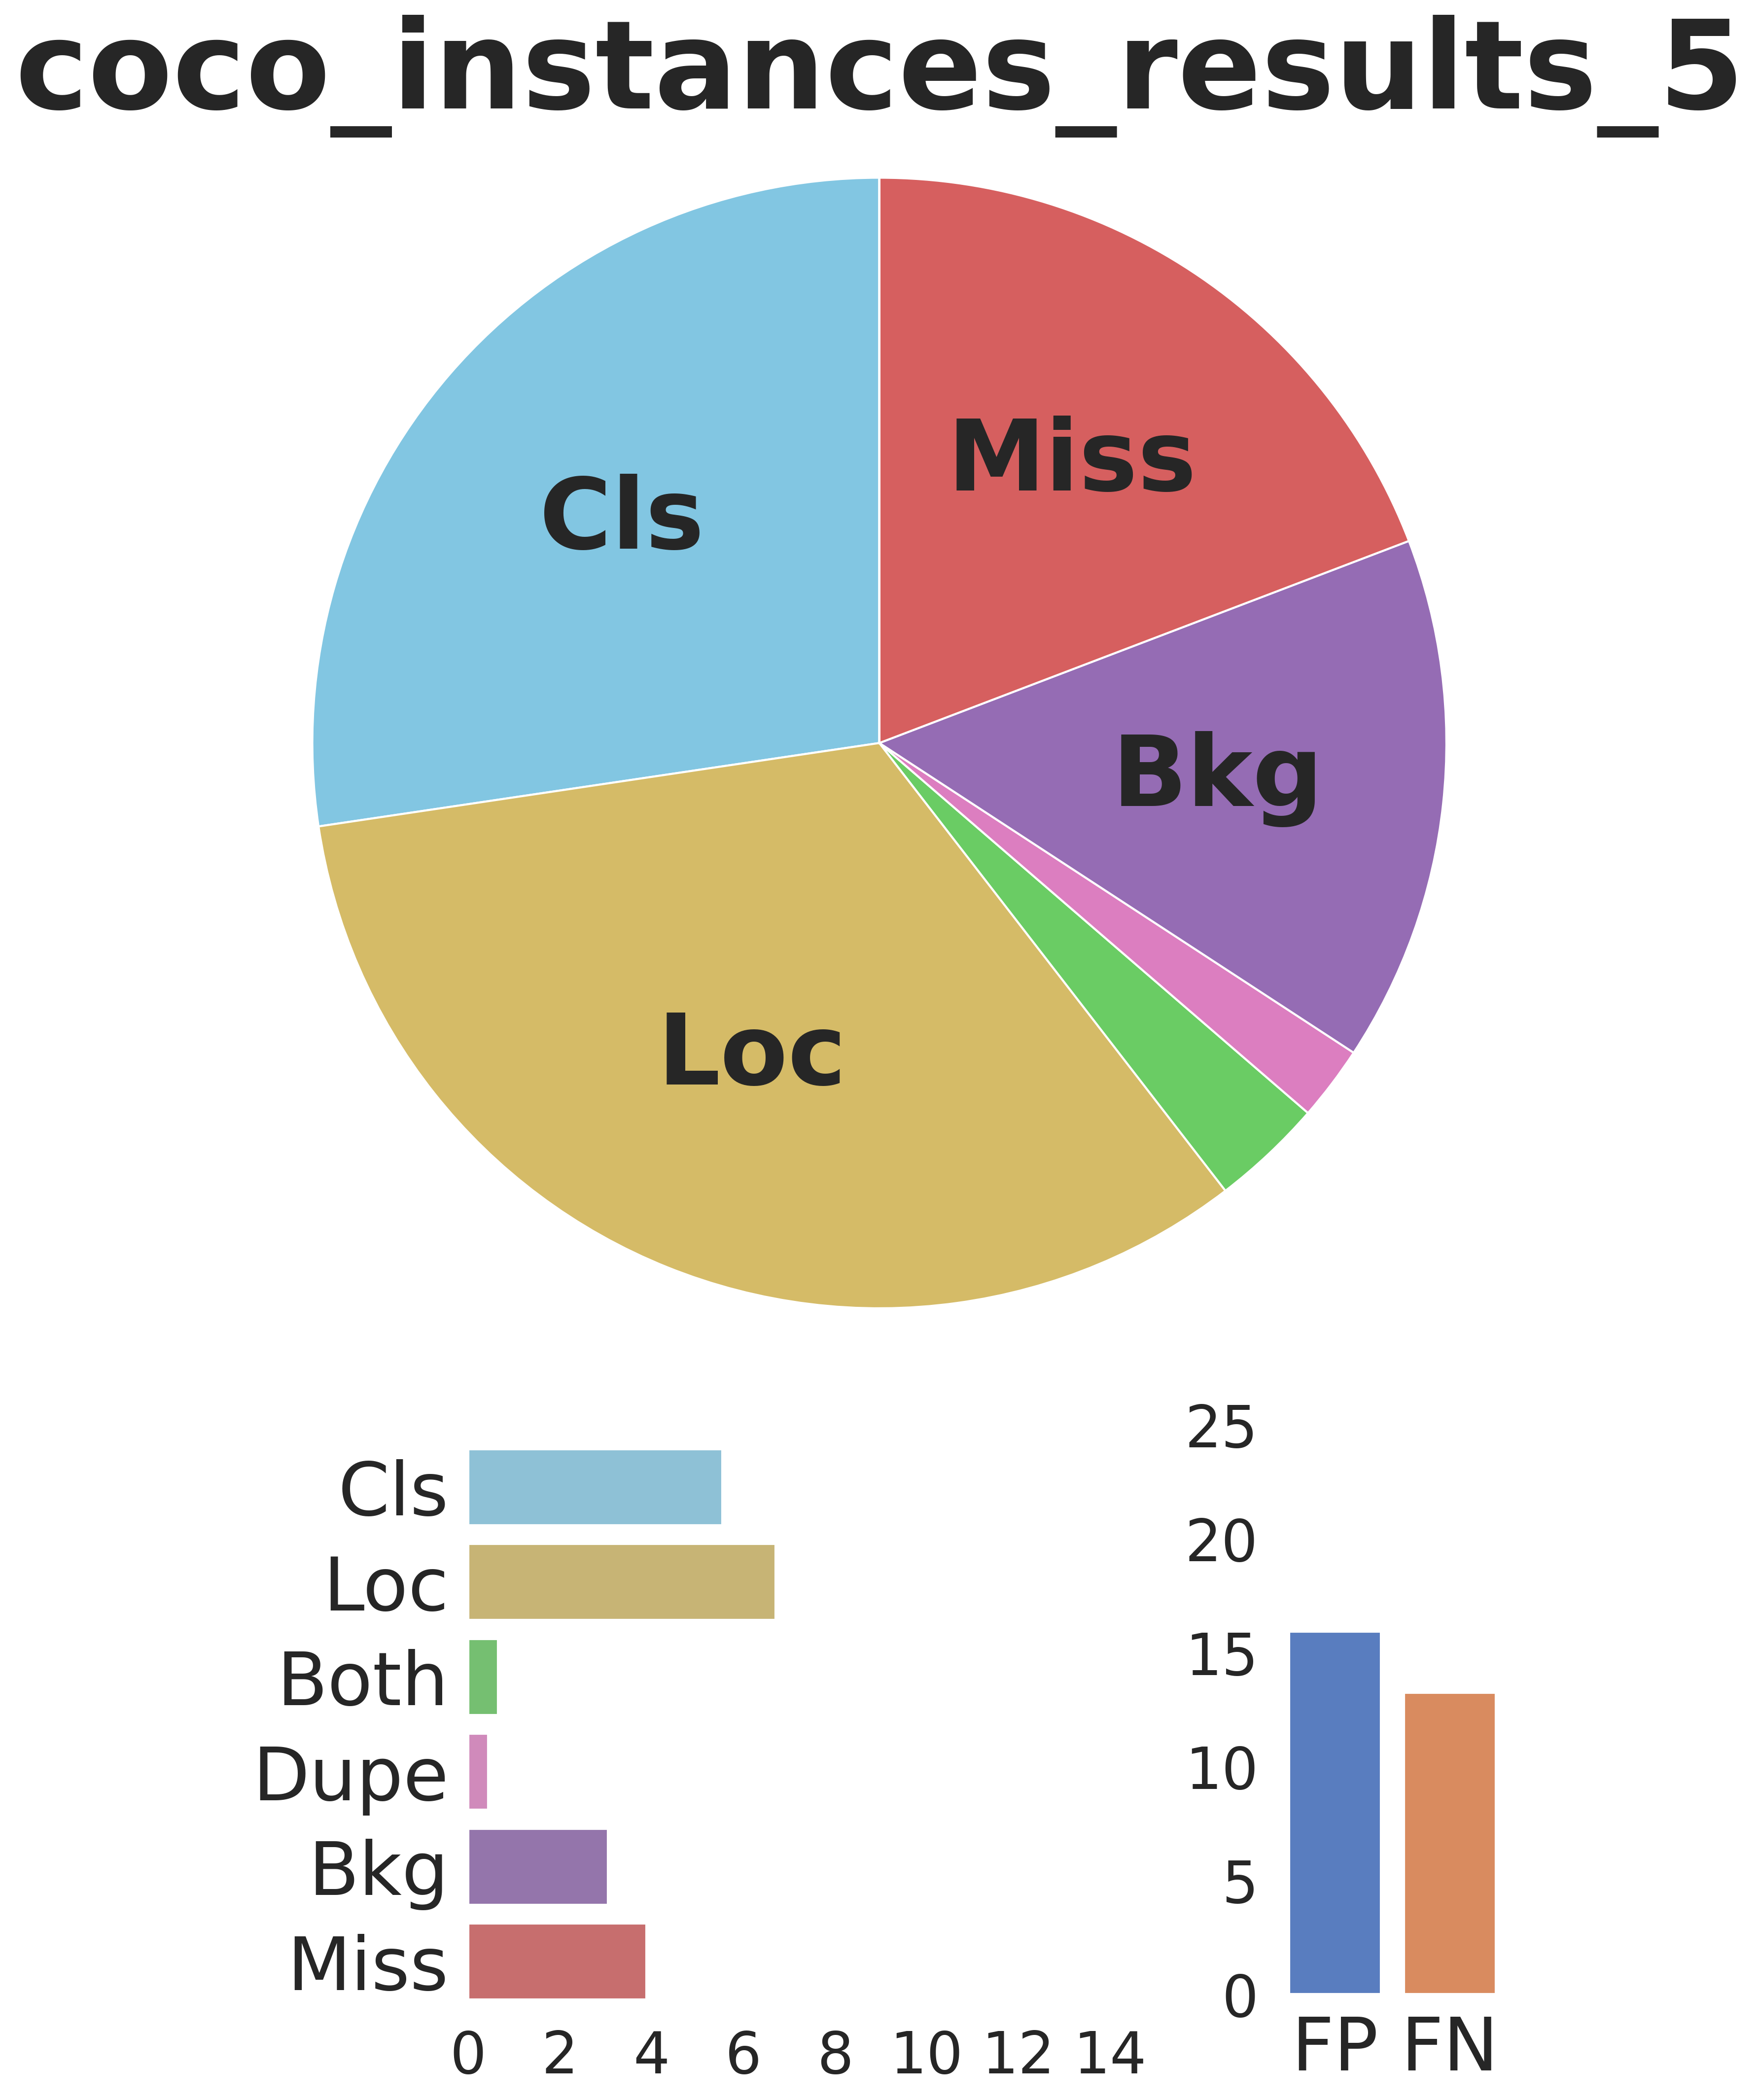 coco_instances_results_5
Miss
Cls
Bkg
Loc
Cls
Loc
Both
Dupe
Bkg
Miss
0 2 4 6 8 10 12 14
25
20
15
10
5
0
FP FN